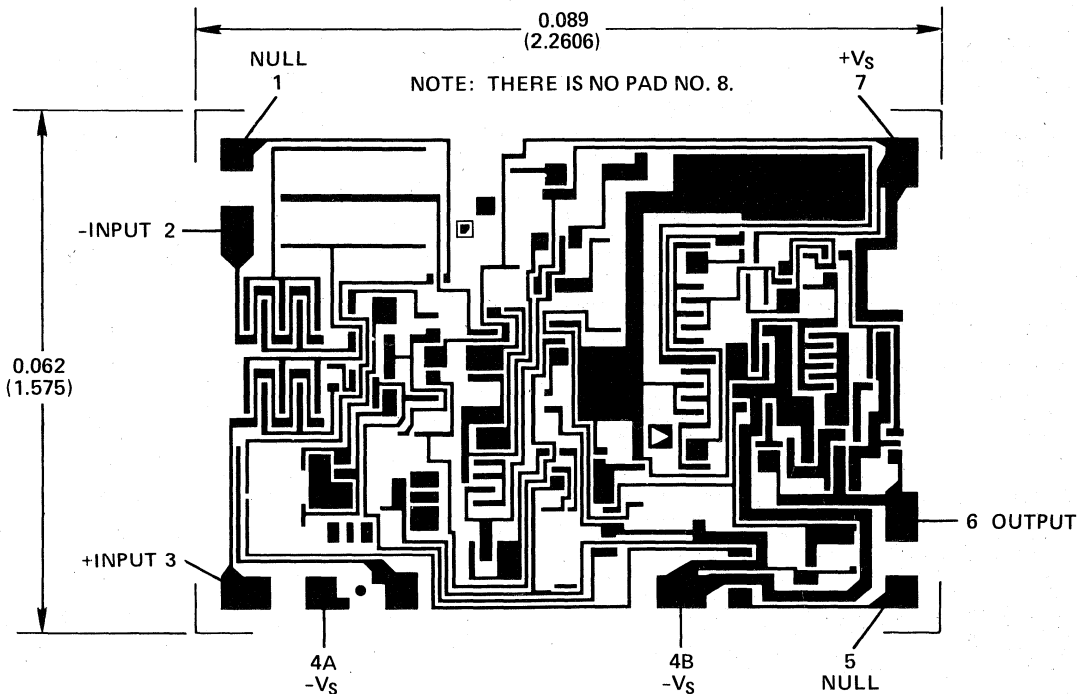 0.089
(2.2606)
NULL
1
NOTE: THERE IS NO PAD NO. 8.
+VS
7
-INPUT 2
0.062
(1.575)
6 OUTPUT
+INPUT 3
4A
-VS
4B
-VS
5
NULL